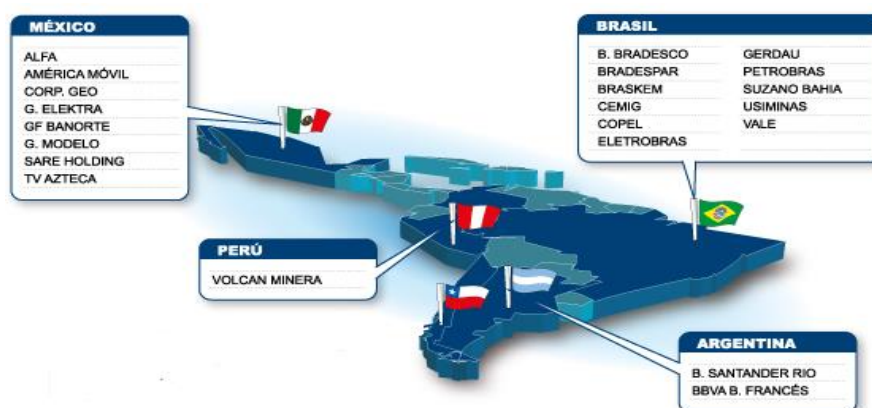 MÉXICO
ALFA
AMÉRICA MÓVIL
CORP. GEO
G. ELEKTRA
GF BANORTE
G. MODELO
SARE HOLDING
TV AZTECA
BRASIL
B. BRADESCO
BRADESPAR
BRASKEM
CEMIG
COPEL
ELETROBRAS
GERDAU
PETROBRAS
SUZANO BAHIA
USIMINAS
VALE
PERÚ
VOLCAN MINERA
ARGENTINA
B. SANTANDER RIO
BBVA B. FRANCÉS